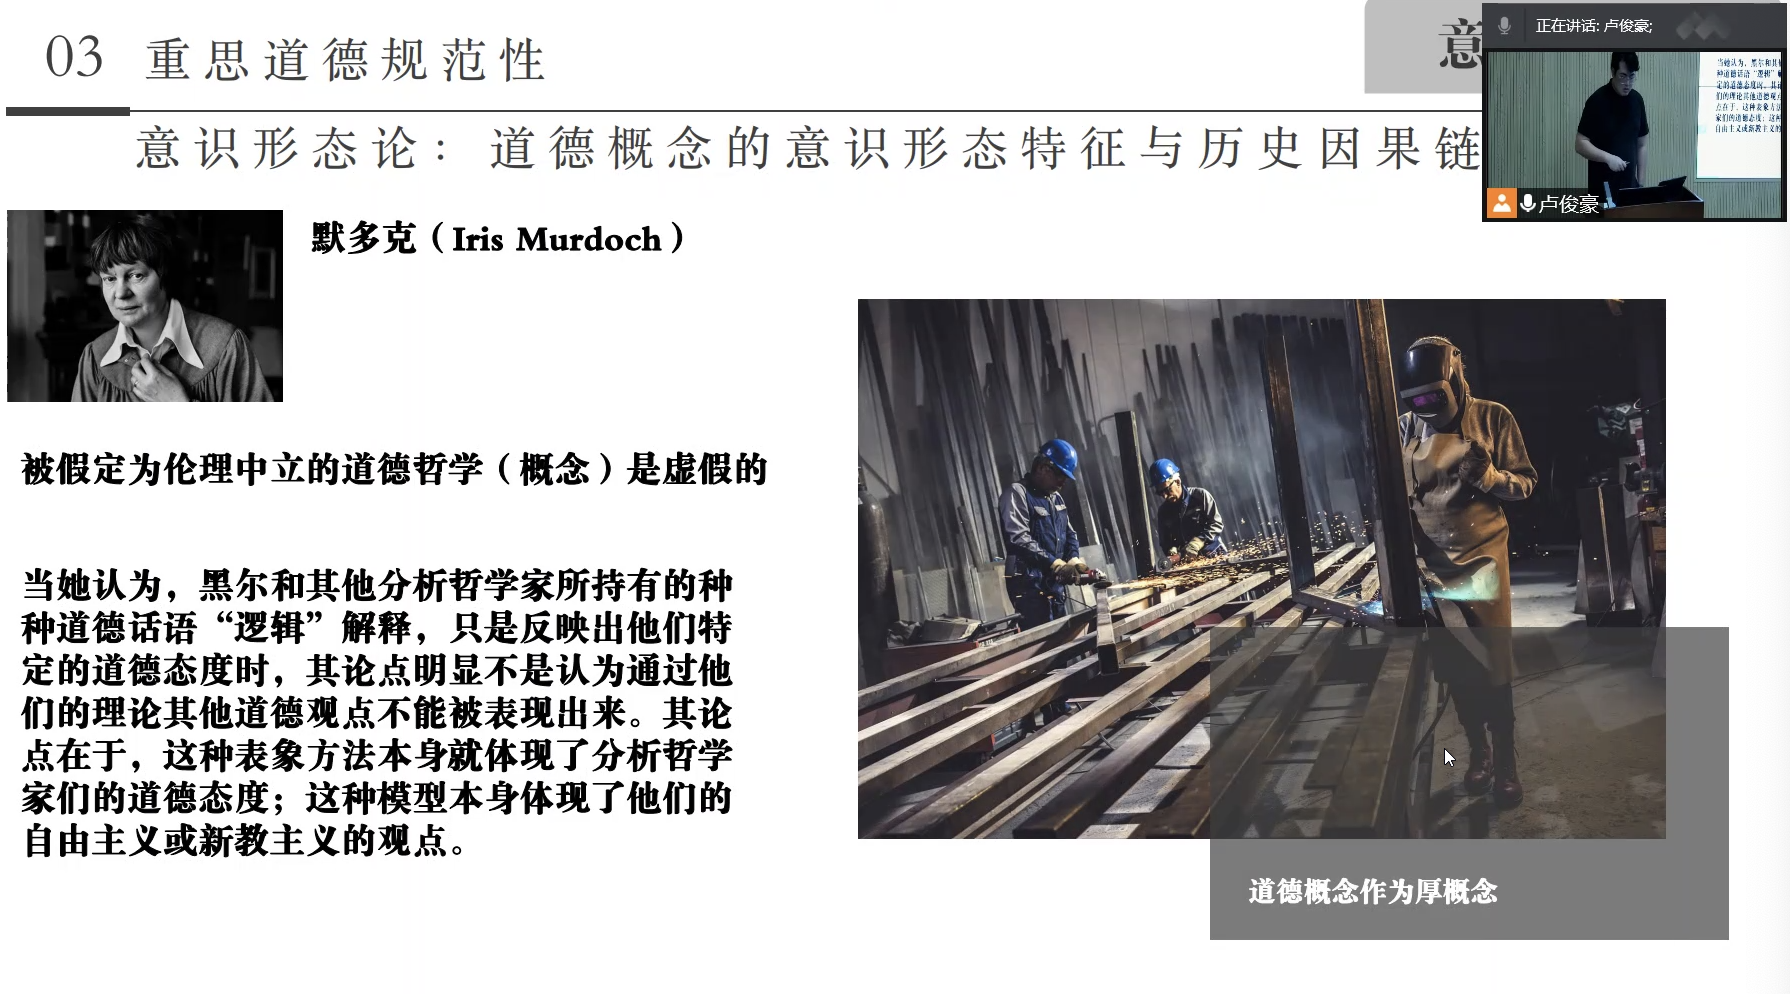 03 重思道德规范性
意
意识形态论：道德概念的意识形态特征与历史因果链
正在讲话: 卢俊豪;
卢俊豪
默多克（Iris Murdoch）
被假定为伦理中立的道德哲学（概念）是虚假的
当她认为，黑尔和其他分析哲学家所持有的种
种道德话语“逻辑”解释，只是反映出他们特
定的道德态度时，其论点明显不是认为通过他
们的理论其他道德观点不能被表现出来。其论
点在于，这种表象方法本身就体现了分析哲学
家们的道德态度；这种模型本身体现了他们的
自由主义或新教主义的观点。
道德概念作为厚概念